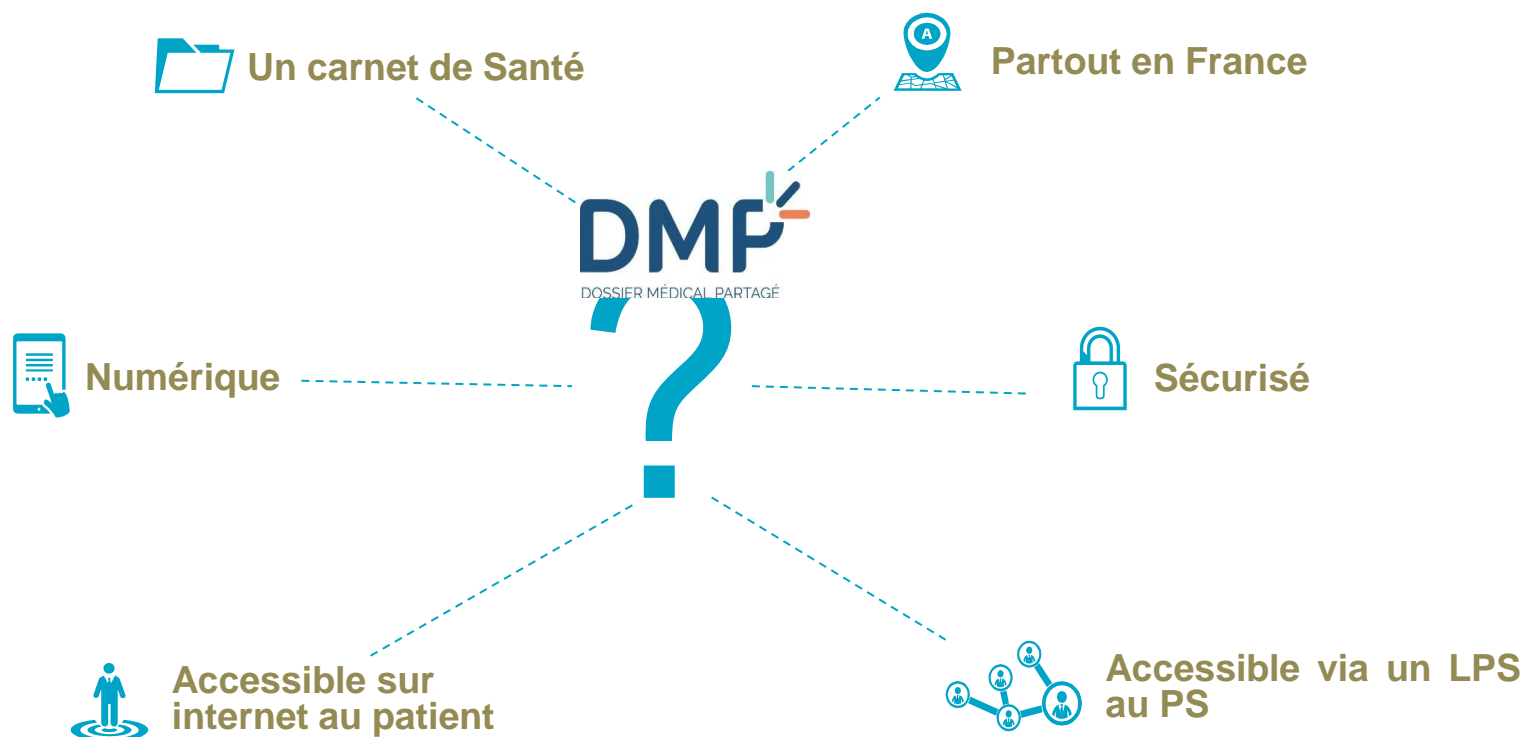 Un carnet de Santé
A
Partout en France
DMP
DOSSIER MÉDICAL PARTAGÉ
?
Numérique
Sécurisé
Accessible sur
internet au patient
Accessible via un LPS
au PS